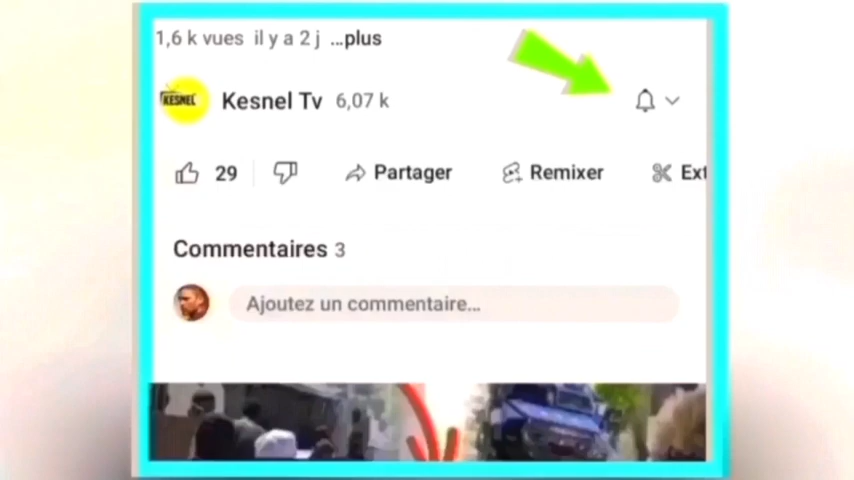 1,6 k vues il y a 2 j ...plus
KESNEL
Kesnel Tv 6,07 k
29 Partager Remixer Ext
Commentaires 3
Ajoutez un commentaire...